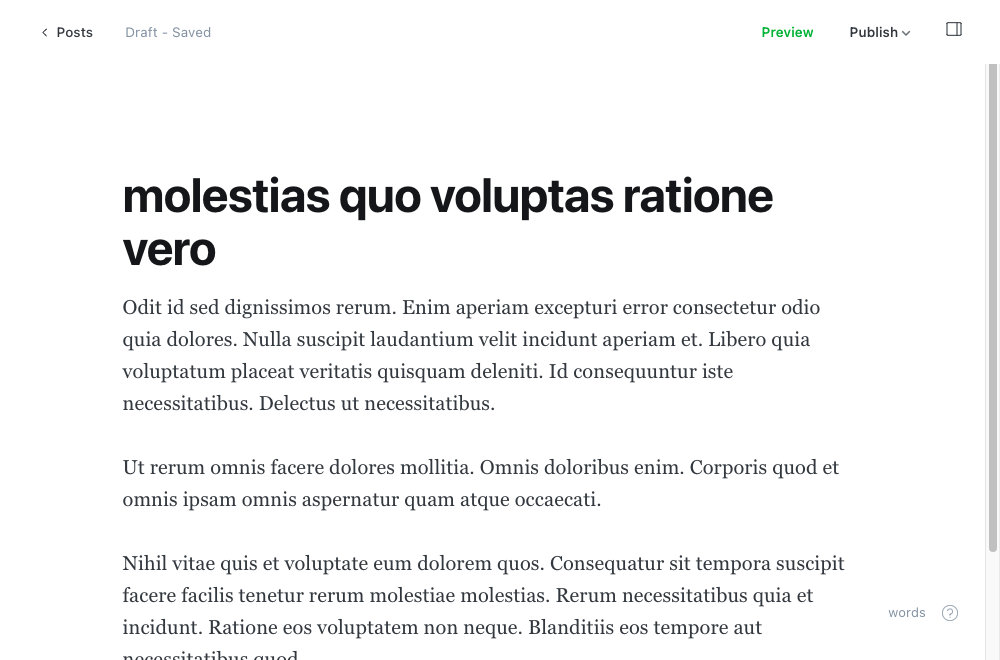 Posts
Draft - Saved
Preview
Publish
molestias quo voluptas ratione
vero
Odit id sed dignissimos rerum. Enim aperiam excepturi error consectetur odio
quia dolores. Nulla suscipit laudantium velit incidunt aperiam et. Libero quia
voluptatum placeat veritatis quisquam deleniti. Id consequuntur iste
necessitatibus. Delectus ut necessitatibus.
Ut rerum omnis facere dolores mollitia. Omnis doloribus enim. Corporis quod et
omnis ipsam omnis aspernatur quam atque occaecati.
Nihil vitae quis et voluptate eum dolorem quos. Consequatur sit tempora suscipit
facere facilis tenetur rerum molestiae molestias. Rerum necessitatibus quia et
incidunt. Ratione eos voluptatem non neque. Blanditiis eos tempore aut
necessitatibus quod.
words